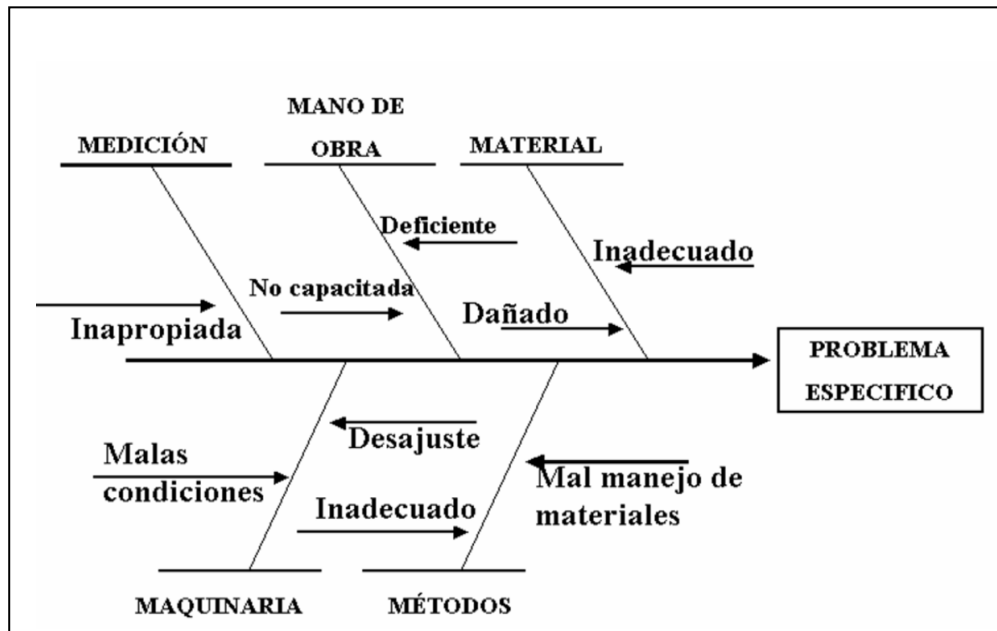 MANO DE
OBRA
MEDICIÓN
MATERIAL
Deficiente
Inadecuado
No capacitada
Dañado
Inapropiada
PROBLEMA
ESPECIFICO
Desajuste
Malas
condiciones
Mal manejo de
materiales
Inadecuado
MAQUINARIA
MÉTODOS